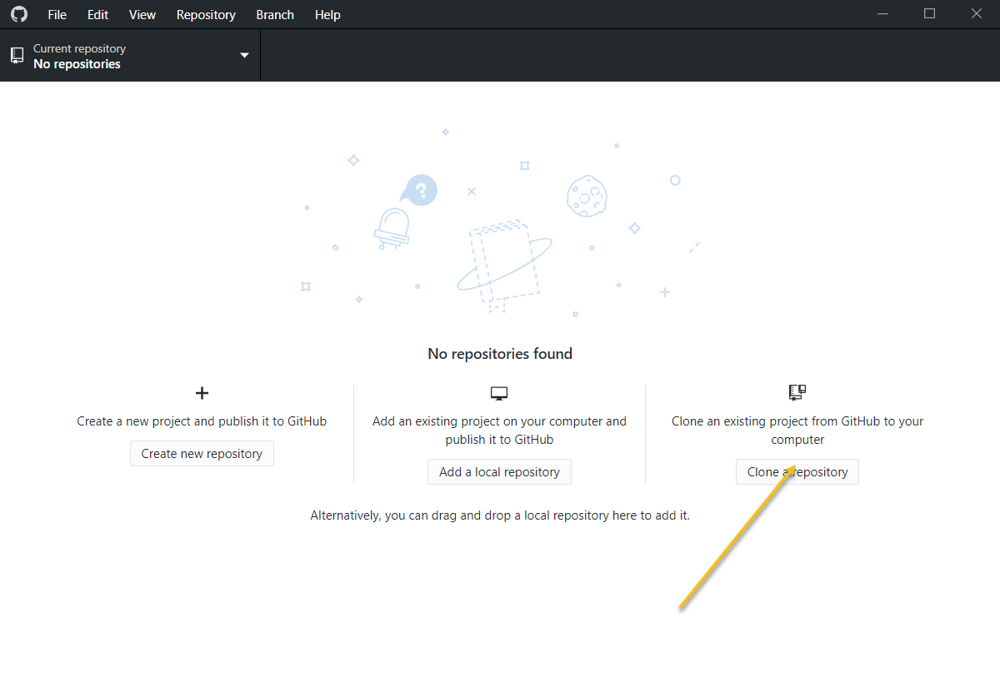 File Edit View Repository Branch Help
Current repository
No repositories
?
No repositories found
Create a new project and publish it to GitHub
Create new repository
Add an existing project on your computer and
publish it to GitHub
Add a local repository
Clone an existing project from GitHub to your
computer
Clone a repository
Alternatively, you can drag and drop a local repository here to add it.